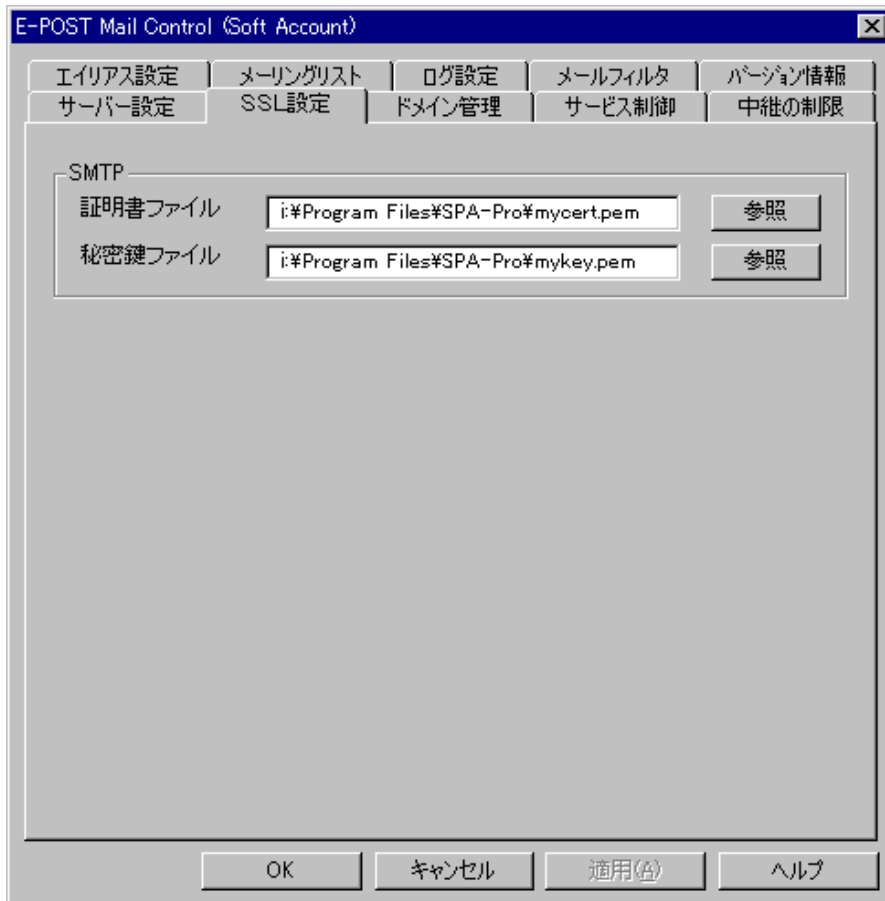 E-POST Mail Control (Soft Account)
エイリアス設定 メーリングリスト ログ設定 メールフィルタ バージョン情報
サーバー設定 SSL設定 ドメイン管理 サービス制御 中継の制限
SMTP
証明書ファイル i:¥Program Files¥SPA-Pro¥mycert.pem 参照
秘密鍵ファイル i:¥Program Files¥SPA-Pro¥mykey.pem 参照
OK キャンセル 適用(A) ヘルプ